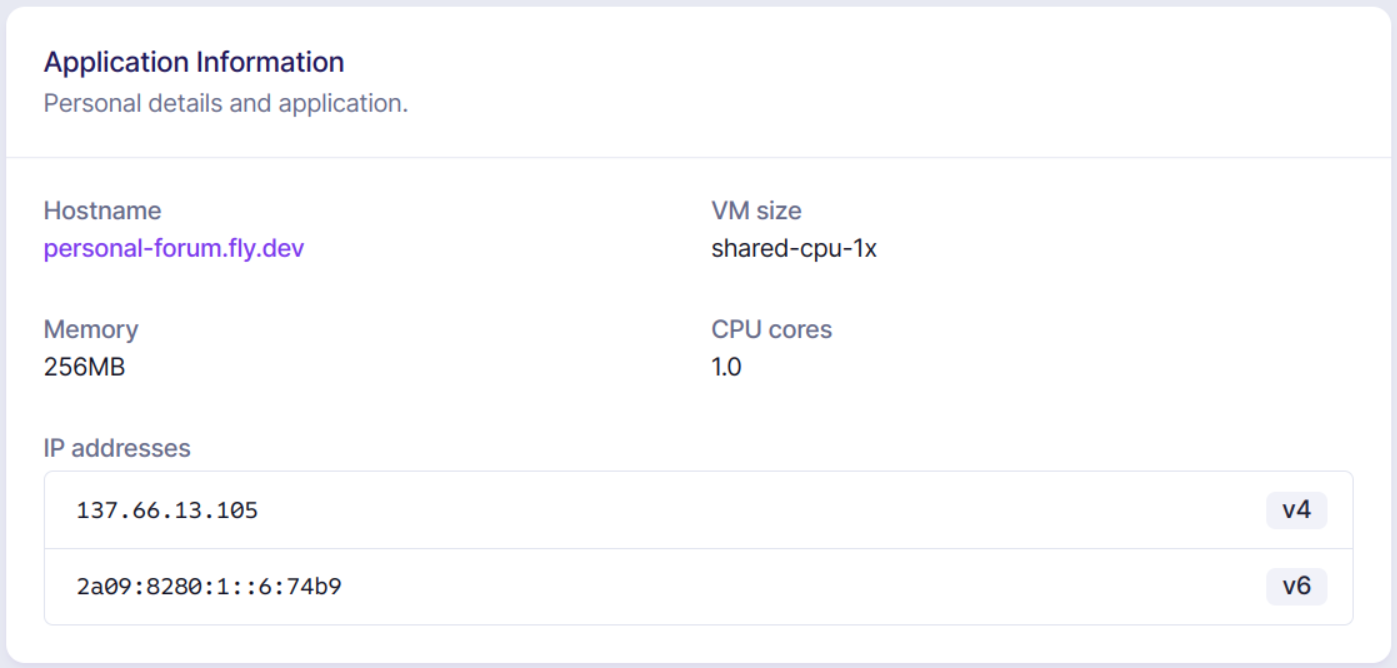 Application Information
Personal details and application.
Hostname
personal-forum.fly.dev
VM size
shared-cpu-1x
Memory
256MB
CPU cores
1.0
IP addresses
137.66.13.105 v4
2a09:8280:1::6:74b9 v6